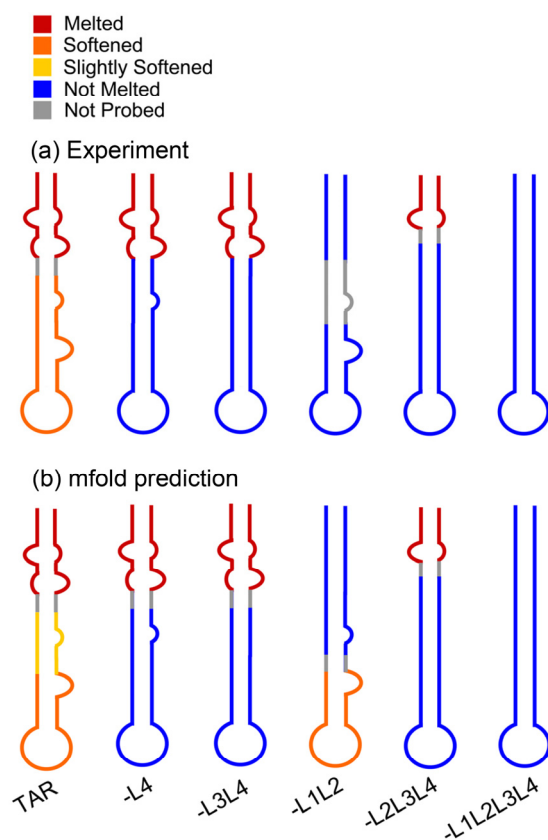 Melted
Softened
Slightly Softened
Not Melted
Not Probed
(a) Experiment
(b) mfold prediction
TAR
-L4
-L3L4
-L1L2
-L2L3L4
-L1L2L3L4